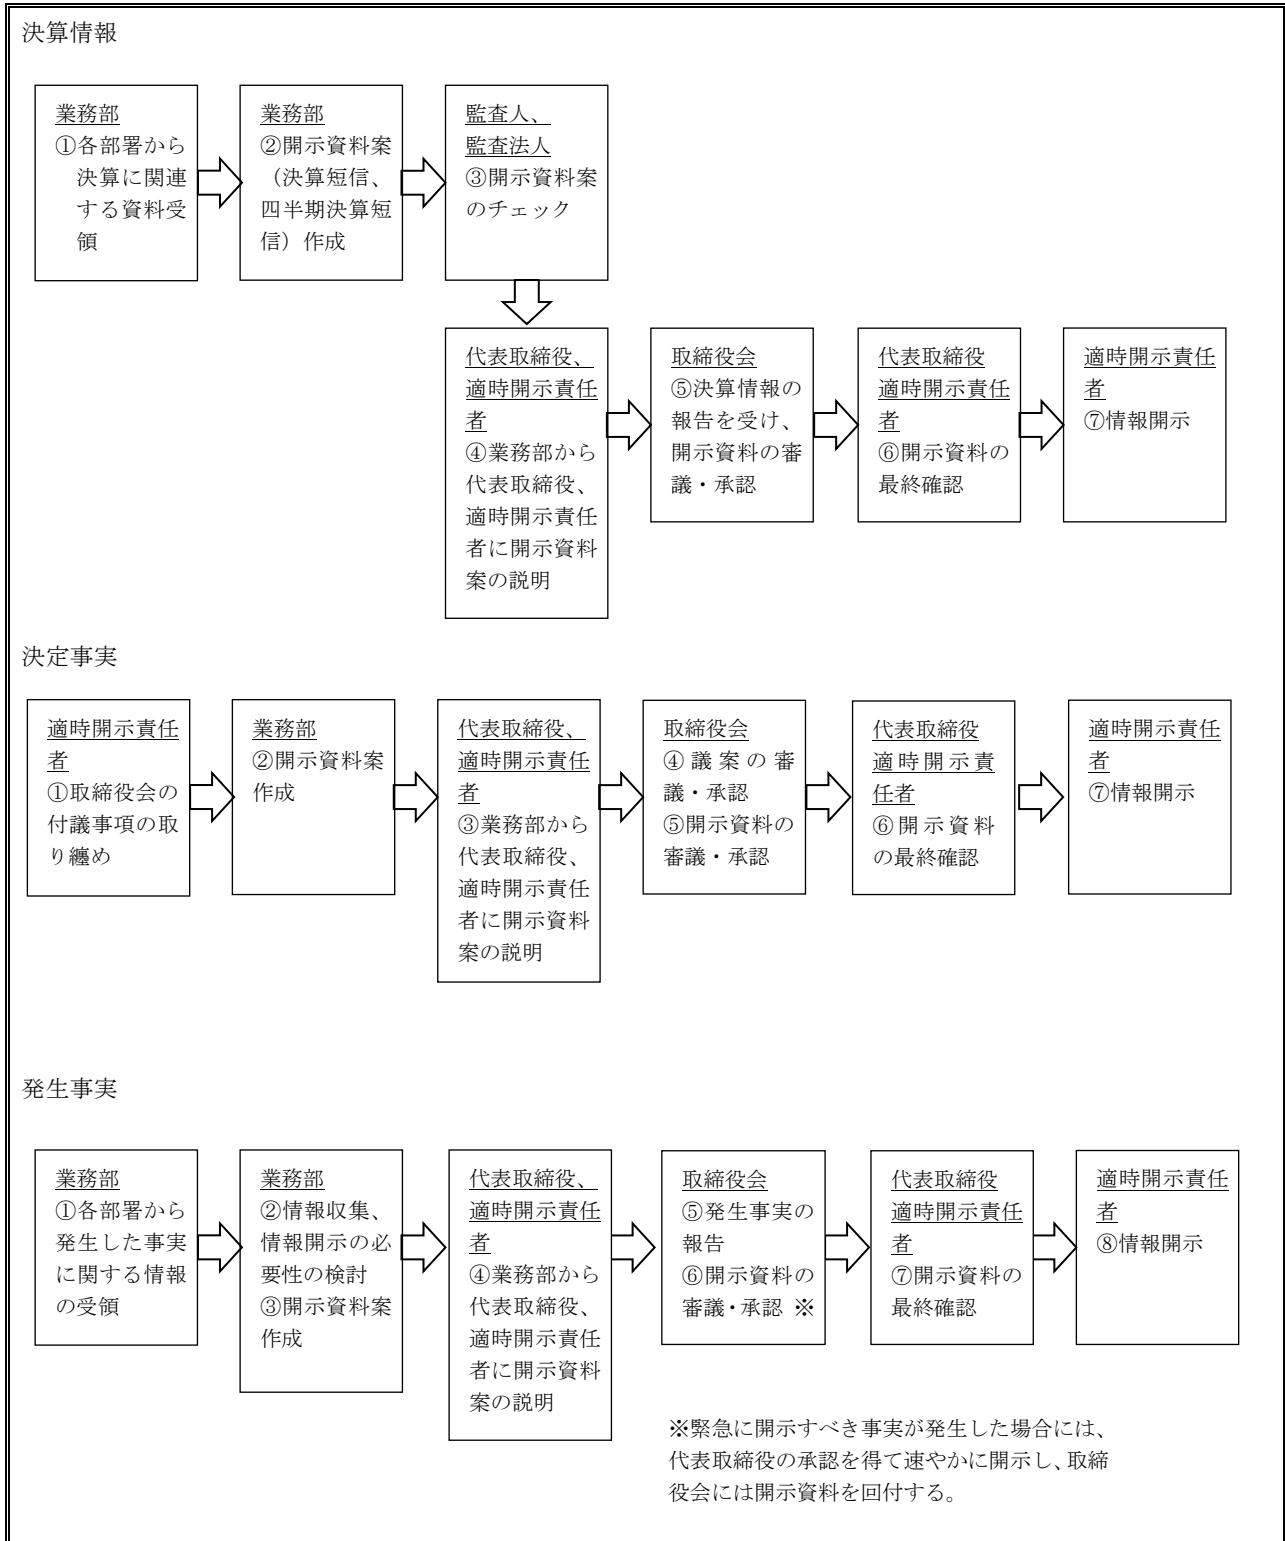 決算情報
業務部
①各部署から
決算に関連
する資料受
領
業務部
②開示資料案
（決算短信、
四半期決算短
信）作成
監査人、
監査法人
③開示資料案
のチェック
代表取締役、
適時開示責任
者
④業務部から
代表取締役、
適時開示責任
者に開示資料
案の説明
取締役会
⑤決算情報の
報告を受け、
開示資料の審
議・承認
代表取締役
適時開示責任
者
⑥開示資料の
最終確認
適時開示責任
者
⑦情報開示
決定事実
適時開示責任
者
①取締役会の
付議事項の取
り纏め
業務部
②開示資料案
作成
代表取締役、
適時開示責任
者
③業務部から
代表取締役、
適時開示責任
者に開示資料
案の説明
取締役会
④議案の審
議・承認
⑤開示資料の
審議・承認
代表取締役
適時開示責
任者
⑥開示資料
の最終確認
適時開示責任
者
⑦情報開示
発生事実
業務部
①各部署から
発生した事実
に関する情報
の受領
業務部
②情報収集、
情報開示の必
要性の検討
③開示資料案
作成
代表取締役、
適時開示責任
者
④業務部から
代表取締役、
適時開示責任
者に開示資料
案の説明
取締役会
⑤発生事実の
報告
⑥開示資料の
審議・承認 ※
代表取締役
適時開示責任
者
⑦開示資料の
最終確認
適時開示責任
者
⑧情報開示
※緊急に開示すべき事実が発生した場合には、
代表取締役の承認を得て速やかに開示し、取締
役会には開示資料を回付する。